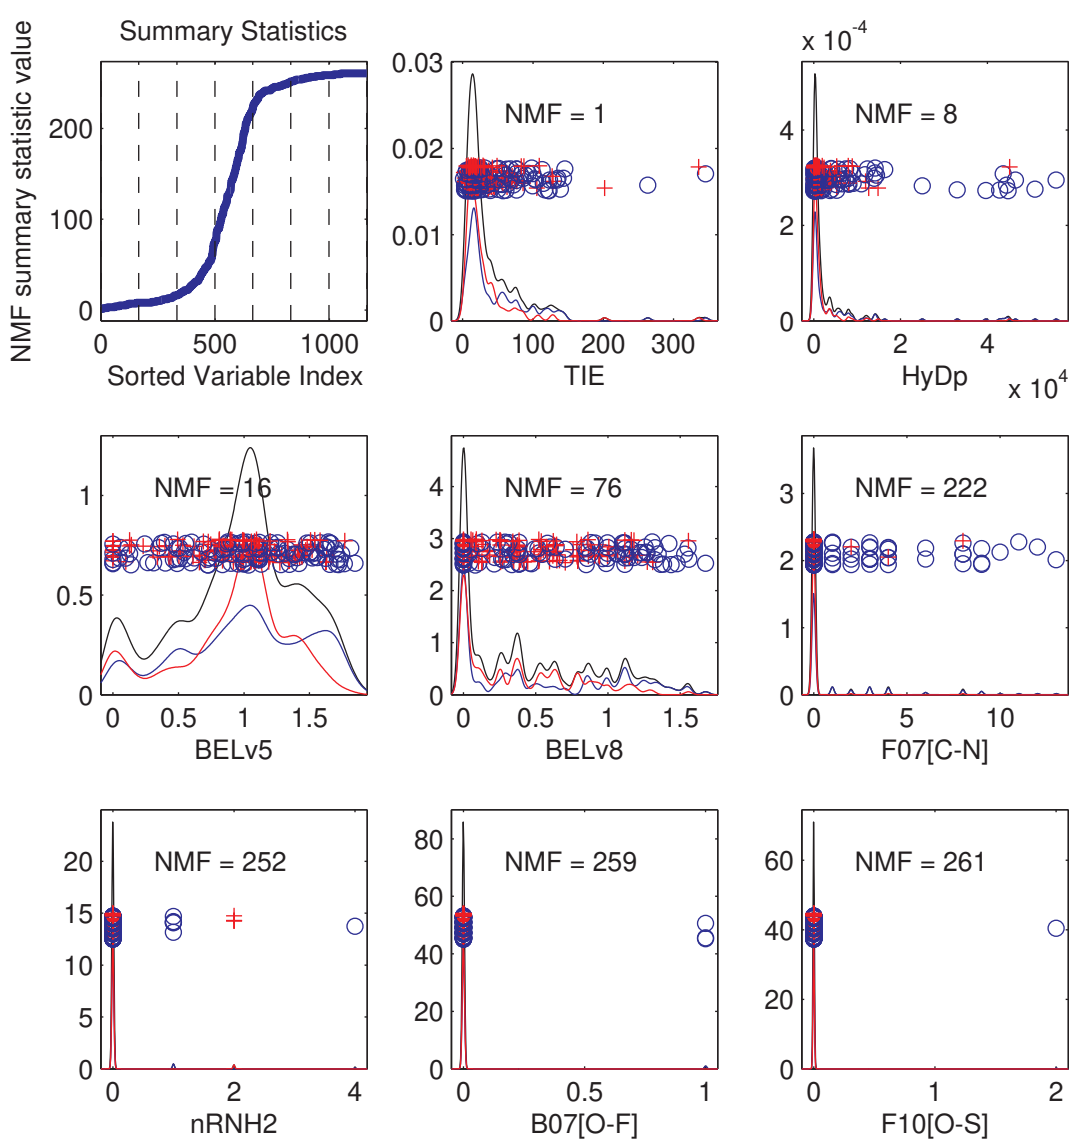 Summary Statistics
NMF summary statistic value
200
100
0
0 500 1000
Sorted Variable Index
0.03
0.02
0.01
0
NMF = 1
0 100 200 300
TIE
x 10^-4
4
2
0
NMF = 8
0 2 4
HyDp
x 10^4
1
0.5
0
NMF = 16
0 0.5 1 1.5
BELv5
4
3
2
1
0
NMF = 76
0 0.5 1 1.5
BELv8
3
2
1
0
NMF = 222
0 5 10
F07[C-N]
20
15
10
5
0
NMF = 252
0 2 4
nRNH2
80
60
40
20
0
NMF = 259
0 0.5 1
B07[O-F]
60
40
20
0
NMF = 261
0 1 2
F10[O-S]